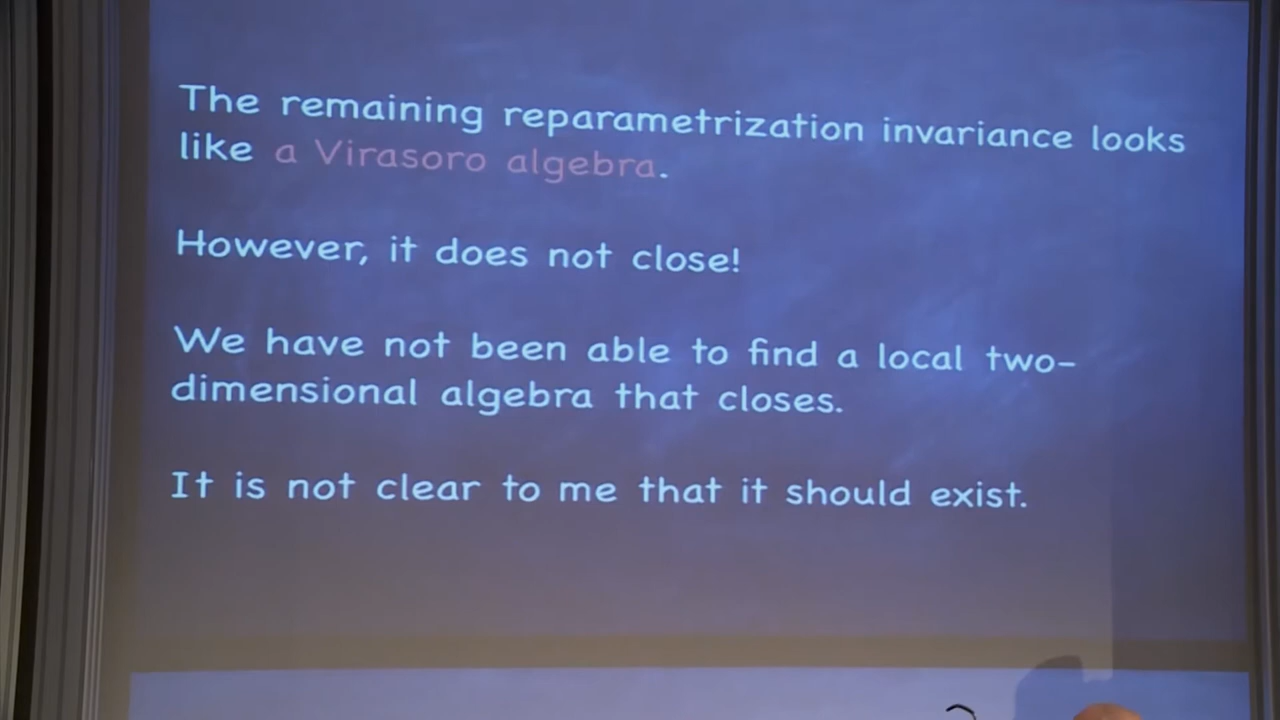 The remaining reparametrization invariance looks
like a Virasoro algebra.
However, it does not close!
We have not been able to find a local two-
dimensional algebra that closes.
It is not clear to me that it should exist.